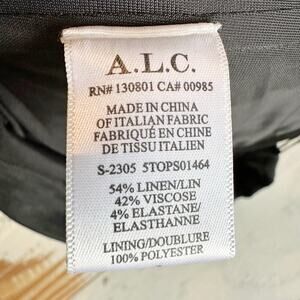 A.L.C.
RN# 130801 CA# 00985
MADE IN CHINA
OF ITALIAN FABRIC
FABRIQUÉ EN CHINE
DE TISSU ITALIEN
S-2305 5TOPS01464
54% LINEN/LIN
42% VISCOSE
4% ELASTANE/
ELASTHANNE
LINING/DOUBLURE
100% POLYESTER